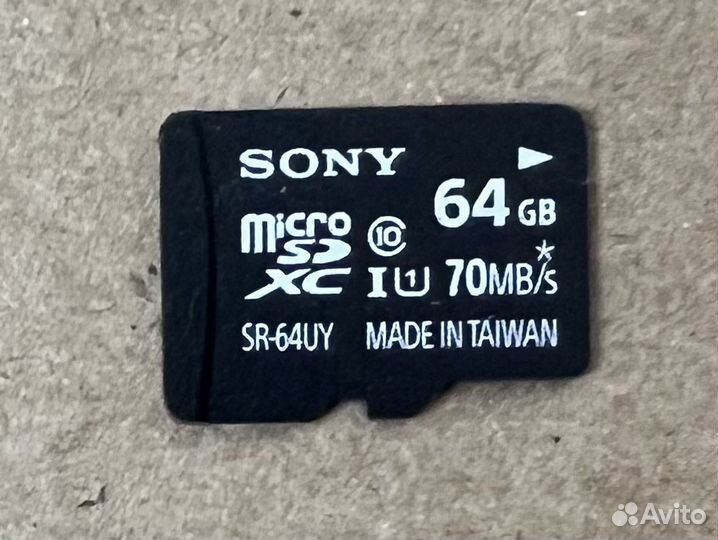 SONY
64 GB
micro SD XC 10 I 1 70MB/s*
SR-64UY MADE IN TAIWAN
Avito